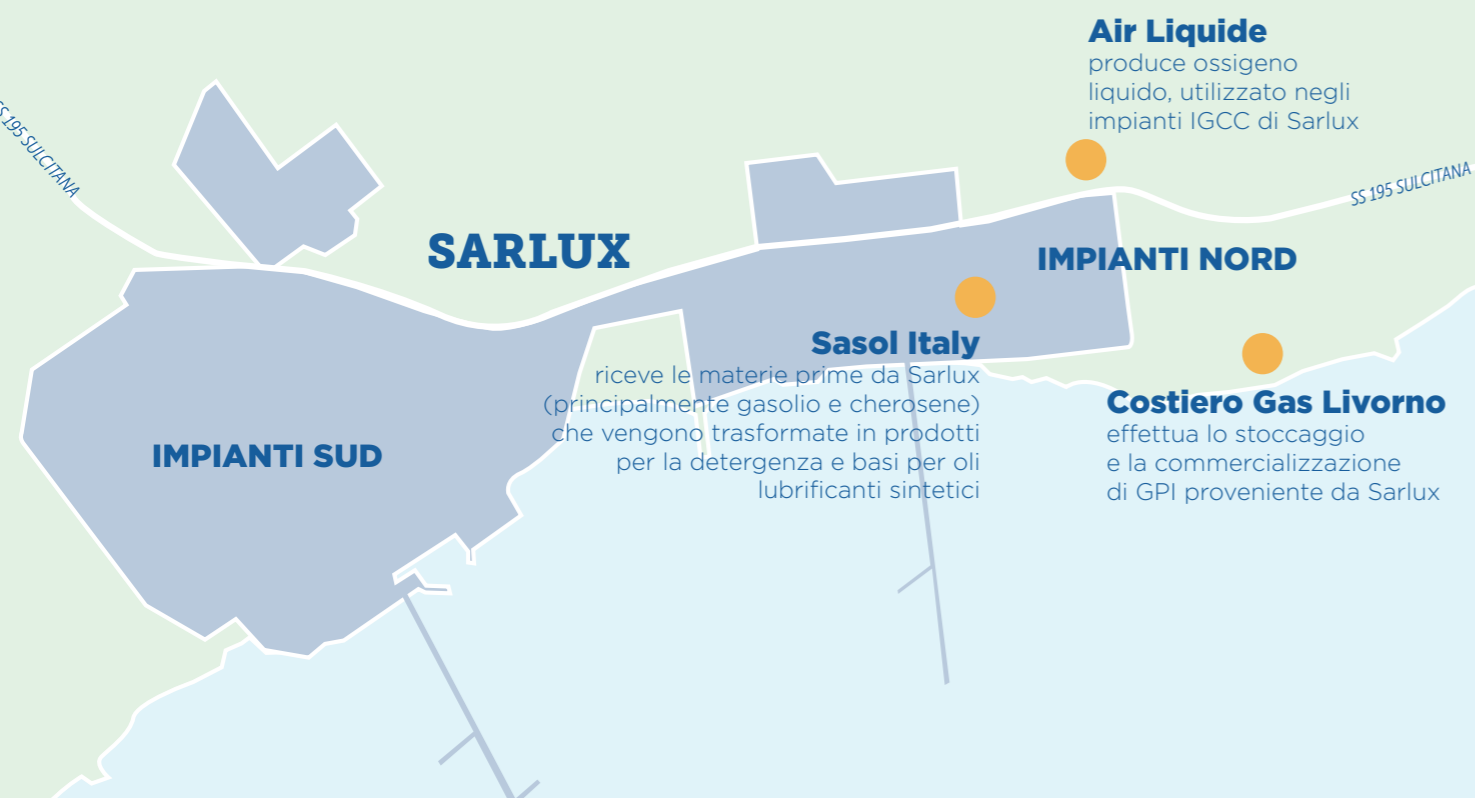 Air Liquide
produce ossigeno
liquido, utilizzato negli
impianti IGCC di Sarlux
SS 195 SULCITANA
SS 195 SULCITANA
SARLUX
IMPIANTI NORD
Sasol Italy
riceve le materie prime da Sarlux
(principalmente gasolio e cherosene)
che vengono trasformate in prodotti
per la detergenza e basi per oli
lubrificanti sintetici
Costiero Gas Livorno
effettua lo stoccaggio
e la commercializzazione
di GPl proveniente da Sarlux
IMPIANTI SUD